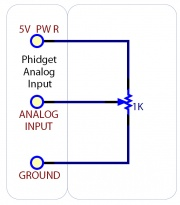 5V PWR
Phidget
Analog
Input
1K
ANALOG
INPUT
GROUND